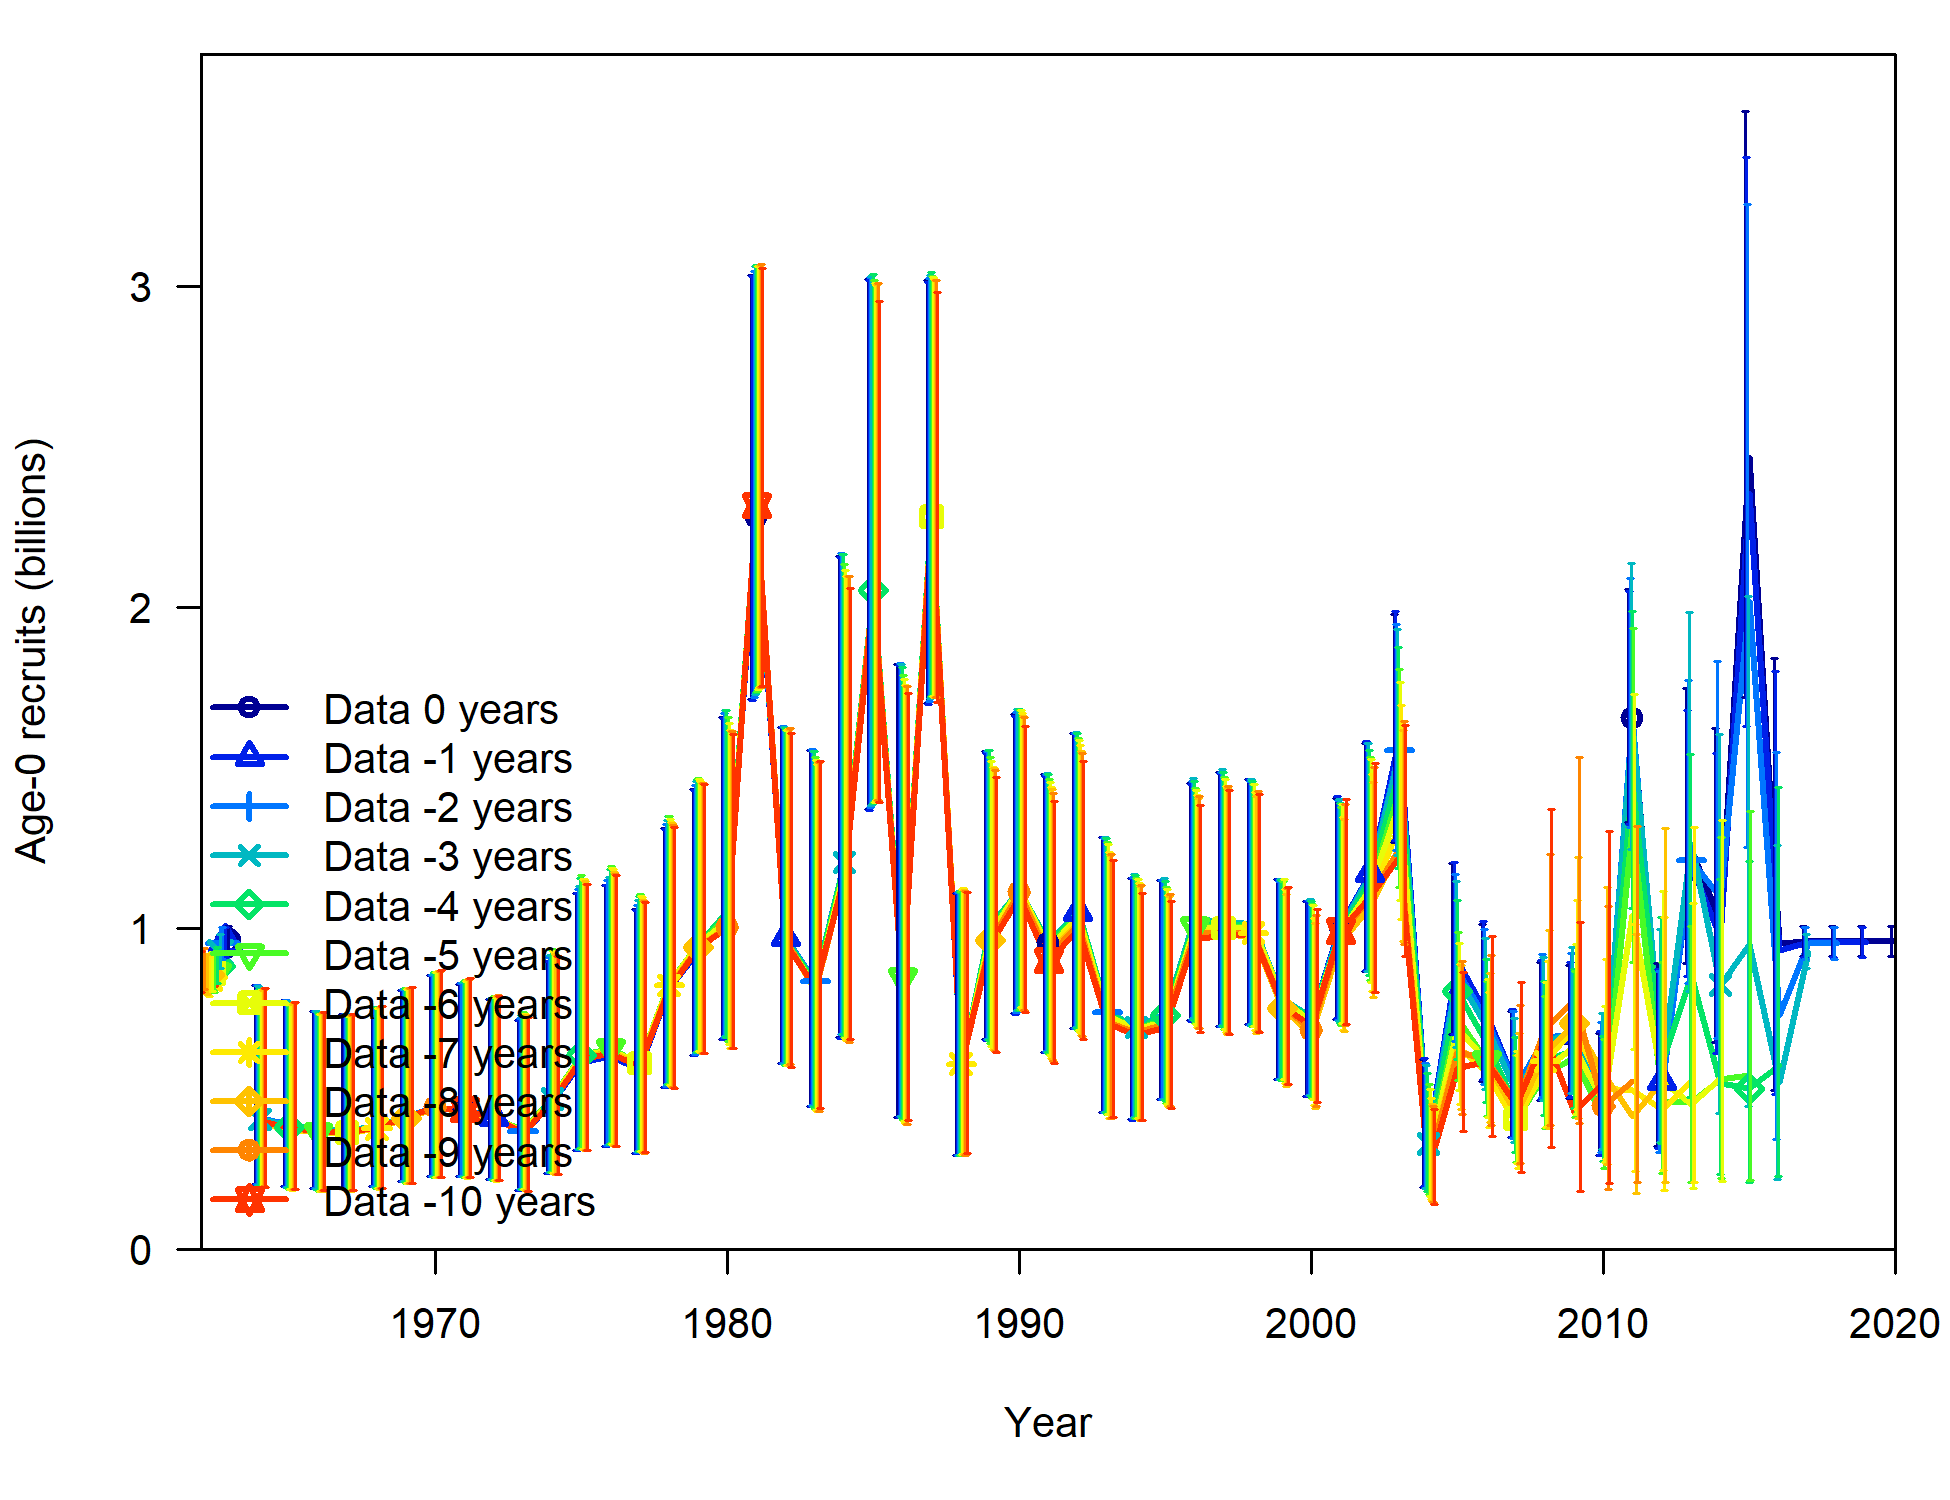 3
2
1
0
Age-0 recruits (billions)
Data 0 years
Data -1 years
Data -2 years
Data -3 years
Data -4 years
Data -5 years
Data -6 years
Data -7 years
Data -8 years
Data -9 years
Data -10 years
1970 1980 1990 2000 2010 2020
Year